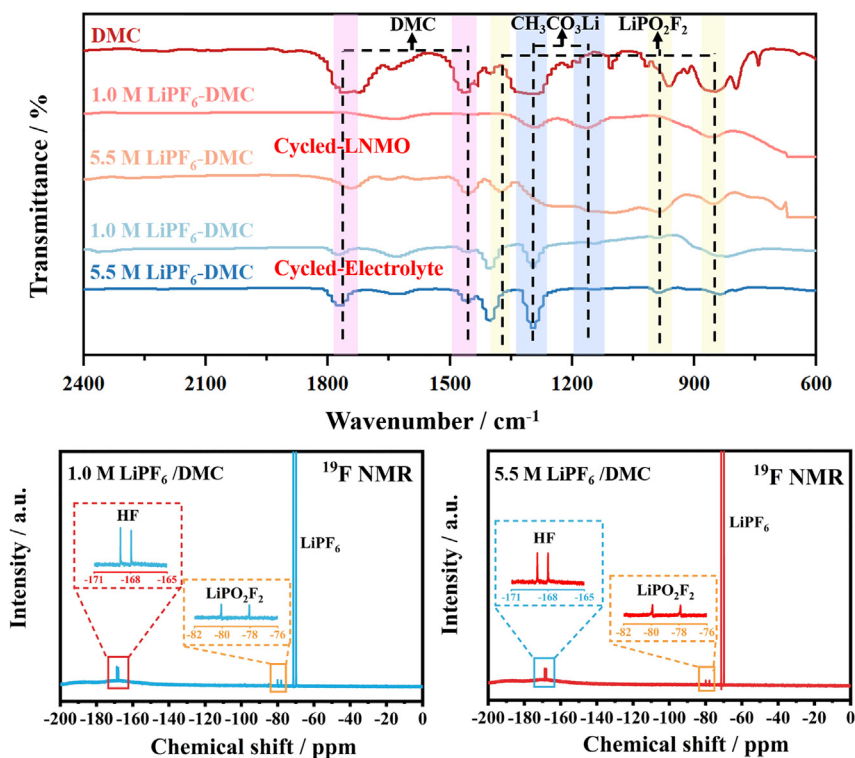 DMC CH₃CO₃Li LiPO₂F₂
DMC
1.0 M LiPF₆-DMC
Cycled-LNMO
5.5 M LiPF₆-DMC
1.0 M LiPF₆-DMC
Cycled-Electrolyte
5.5 M LiPF₆-DMC
Transmittance / %
2400 2100 1800 1500 1200 900 600
Wavenumber / cm⁻¹
1.0 M LiPF₆ /DMC
¹⁹F NMR
HF
-171 -168 -165
LiPO₂F₂
-82 -80 -78 -76
LiPF₆
Intensity / a.u.
-200 -180 -160 -140 -120 -100 -80 -60 -40 -20 0
Chemical shift / ppm
5.5 M LiPF₆ /DMC
¹⁹F NMR
HF
-171 -168 -165
LiPO₂F₂
-82 -80 -78 -76
LiPF₆
Intensity / a.u.
-200 -180 -160 -140 -120 -100 -80 -60 -40 -20 0
Chemical shift / ppm